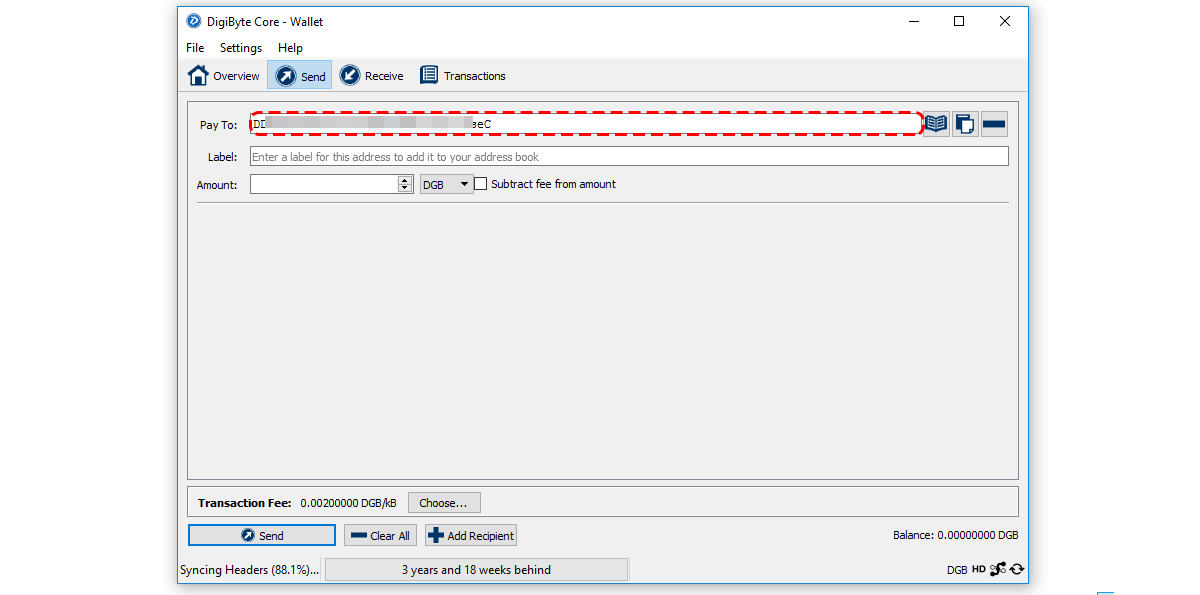 DigiByte Core - Wallet
File Settings Help
Overview Send Receive Transactions
Pay To:
Label: Enter a label for this address to add it to your address book
Amount: DGB Subtract fee from amount
Transaction Fee: 0.00200000 DGB/kB Choose...
Send Clear All Add Recipient Balance: 0.00000000 DGB
Syncing Headers (88.1%)... 3 years and 18 weeks behind DGB HD